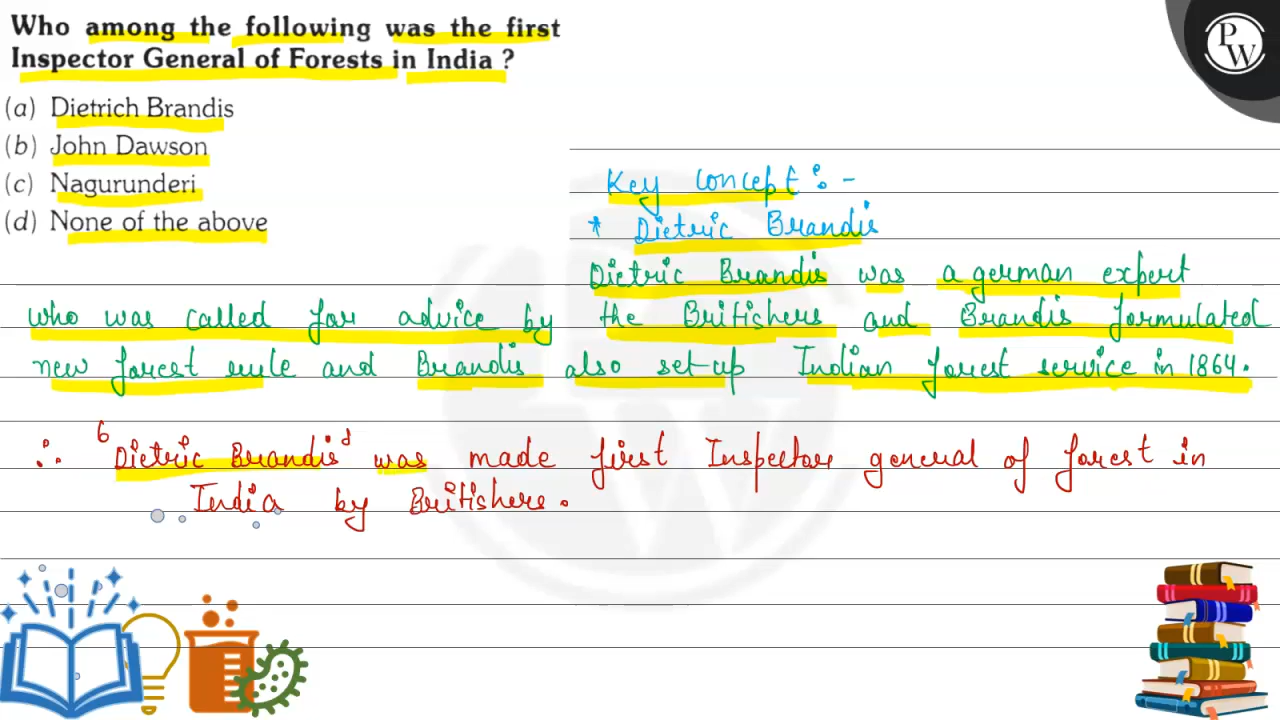 Who among the following was the first
Inspector General of Forests in India ?
(a) Dietrich Brandis
(b) John Dawson
(c) Nagurunderi
(d) None of the above
PW
Key Concept :-
* Dietric Brandis
Dietric Brandis was a german expert
who was called for advice by the Britishers and Brandis formulated
new forest rule and Brandis also set-up Indian forest service in 1864.
∴ 'Dietric Brandis' was made first Inspector general of forest in
India by Britishers.